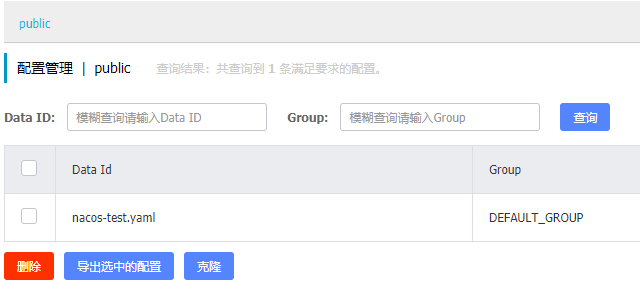 public
配置管理 | public 查询结果：共查询到 1 条满足要求的配置。
Data ID: 模糊查询请输入Data ID Group: 模糊查询请输入Group 查询
Data Id Group
nacos-test.yaml DEFAULT_GROUP
删除 导出选中的配置 克隆